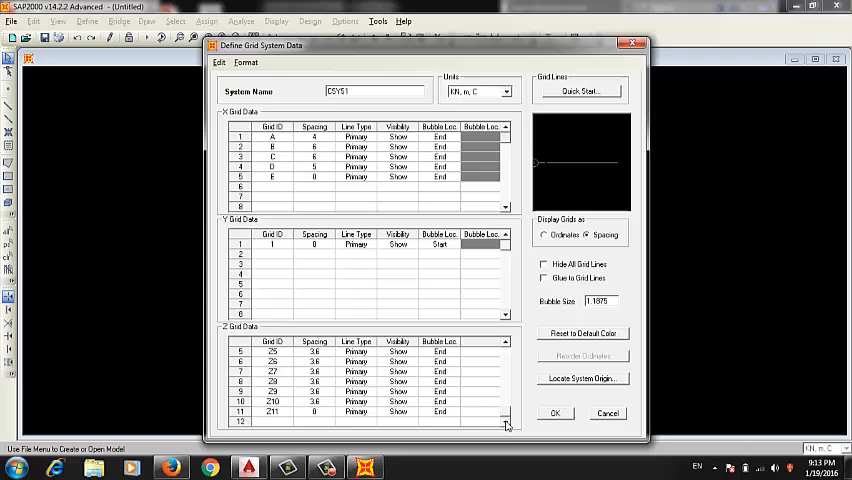 SAP2000 v14.2.2 Advanced - (Untitled)
File Edit View Define Bridge Draw Select Assign Analyze Display Design Options Tools Help
Define Grid System Data
Edit Format
System Name CSYS1
Units
KN, m, C
Grid Lines
Quick Start...
X Grid Data
Grid ID Spacing Line Type Visibility Bubble Loc. Bubble Loc.
1 A 4 Primary Show End
2 B 6 Primary Show End
3 C 6 Primary Show End
4 D 5 Primary Show End
5 E 0 Primary Show End
6
7
8
Y Grid Data
Grid ID Spacing Line Type Visibility Bubble Loc. Bubble Loc.
1 1 0 Primary Show Start
2
3
4
5
6
7
8
Display Grids as
Ordinates Spacing
Hide All Grid Lines
Glue to Grid Lines
Bubble Size 1.1875
Reset to Default Color
Reorder Ordinates
Locate System Origin...
OK Cancel
Z Grid Data
Grid ID Spacing Line Type Visibility Bubble Loc.
5 Z5 3.6 Primary Show End
6 Z6 3.6 Primary Show End
7 Z7 3.6 Primary Show End
8 Z8 3.6 Primary Show End
9 Z9 3.6 Primary Show End
10 Z10 3.6 Primary Show End
11 Z11 0 Primary Show End
12
Use File Menu to Create or Open Model
KN, m, C
EN
9:13 PM
1/19/2016